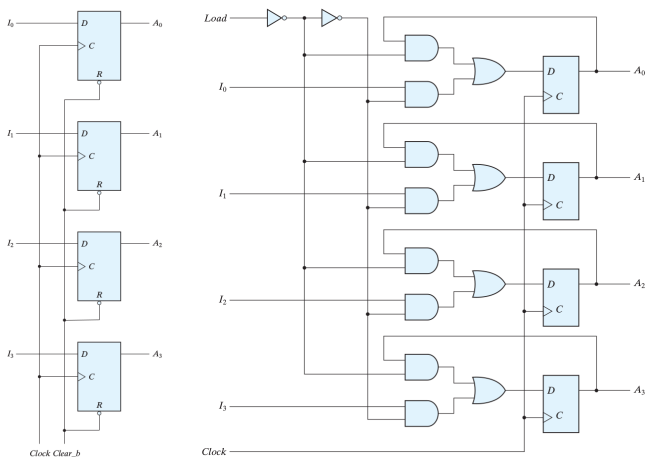 I0 D A0
C
R
I1 D A1
C
R
I2 D A2
C
R
I3 D A3
C
R
Clock Clear_b
Load
I0 D A0
C
I1 D A1
C
I2 D A2
C
I3 D A3
C
Clock